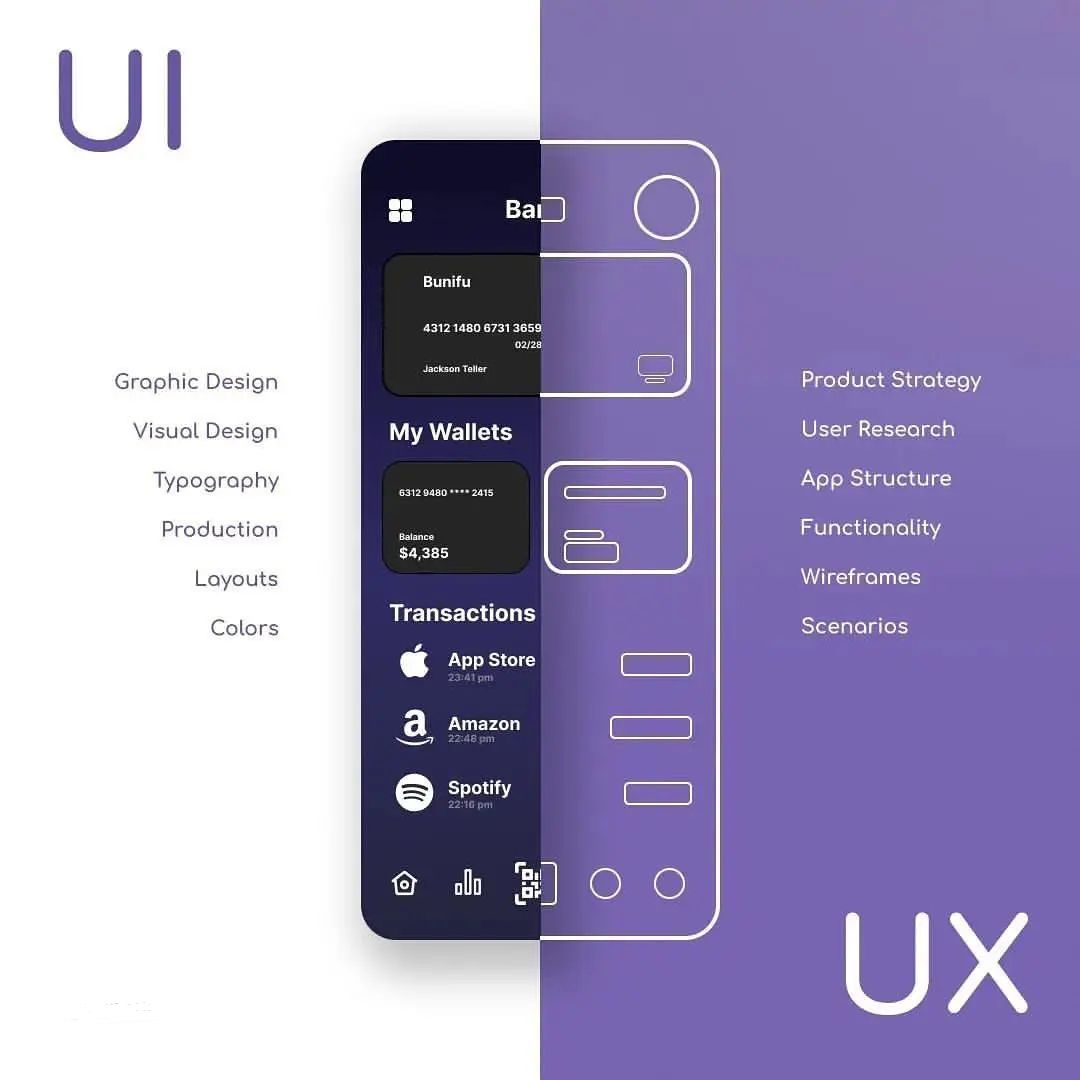 UI
Graphic Design
Visual Design
Typography
Production
Layouts
Colors
Bunifu
4312 1480 6731 3659
02/28
Jackson Teller
My Wallets
6312 9480 **** 2415
Balance
$4,385
Transactions
App Store
23:41 pm
a
Amazon
22:48 pm
Spotify
22:16 pm
Product Strategy
User Research
App Structure
Functionality
Wireframes
Scenarios
UX